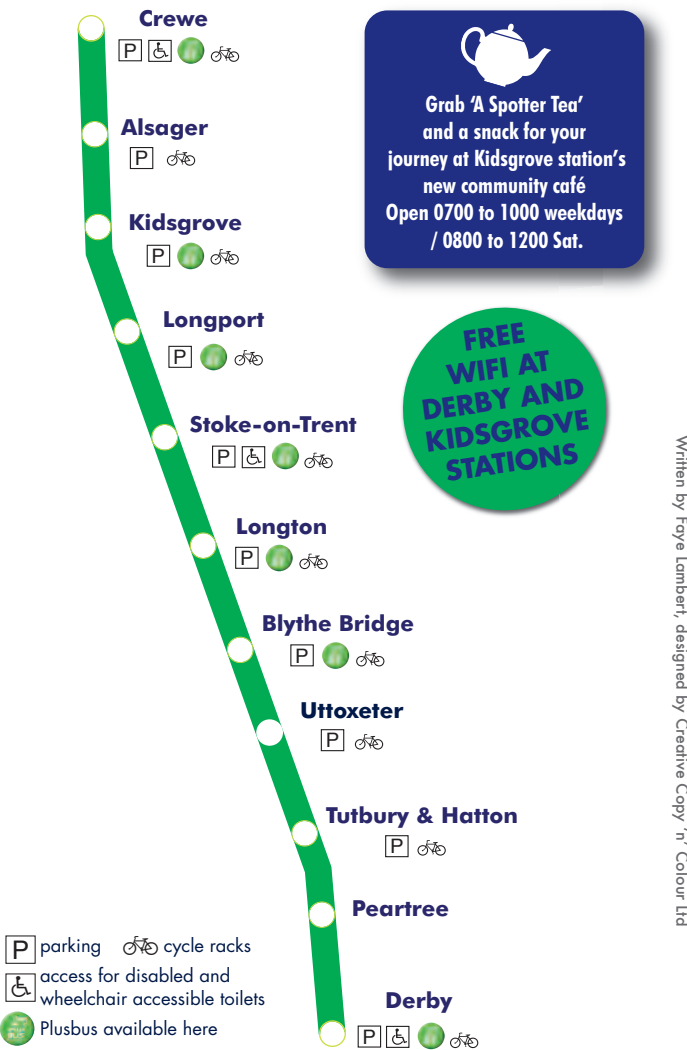 Crewe
P
Grab ‘A Spotter Tea’
and a snack for your
journey at Kidsgrove station’s
new community café
Open 0700 to 1000 weekdays
/ 0800 to 1200 Sat.
Alsager
P
Kidsgrove
P
Longport
P
FREE
WIFI AT
DERBY AND
KIDSGROVE
STATIONS
Stoke-on-Trent
P
Longton
P
Blythe Bridge
P
Uttoxeter
P
Tutbury & Hatton
P
Peartree
Derby
P
P parking cycle racks
access for disabled and
wheelchair accessible toilets
Plusbus available here
Written by Faye Lambert, designed by Creative Copy ‘n’ Colour Ltd